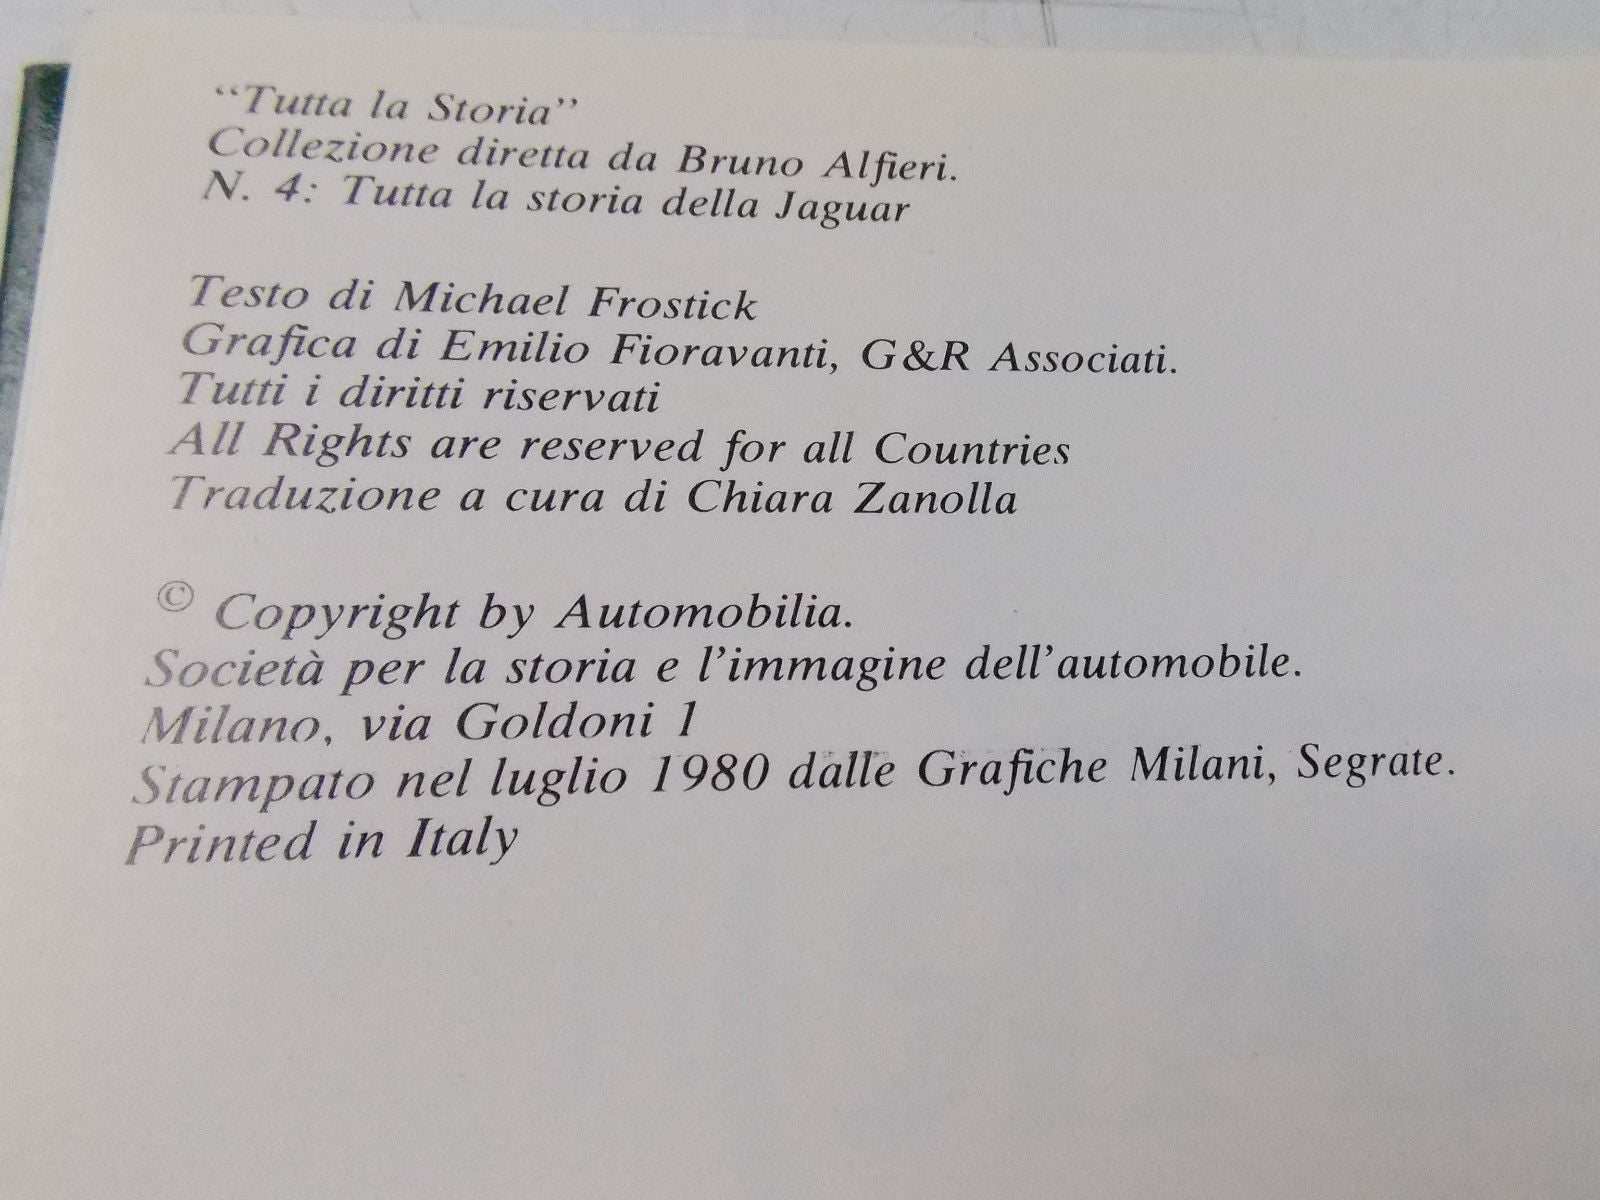 “Tutta la Storia”
Collezione diretta da Bruno Alfieri.
N. 4: Tutta la storia della Jaguar
Testo di Michael Frostick
Grafica di Emilio Fioravanti, G&R Associati.
Tutti i diritti riservati
All Rights are reserved for all Countries
Traduzione a cura di Chiara Zanolla
© Copyright by Automobilia.
Società per la storia e l’immagine dell’automobile.
Milano, via Goldoni 1
Stampato nel luglio 1980 dalle Grafiche Milani, Segrate.
Printed in Italy